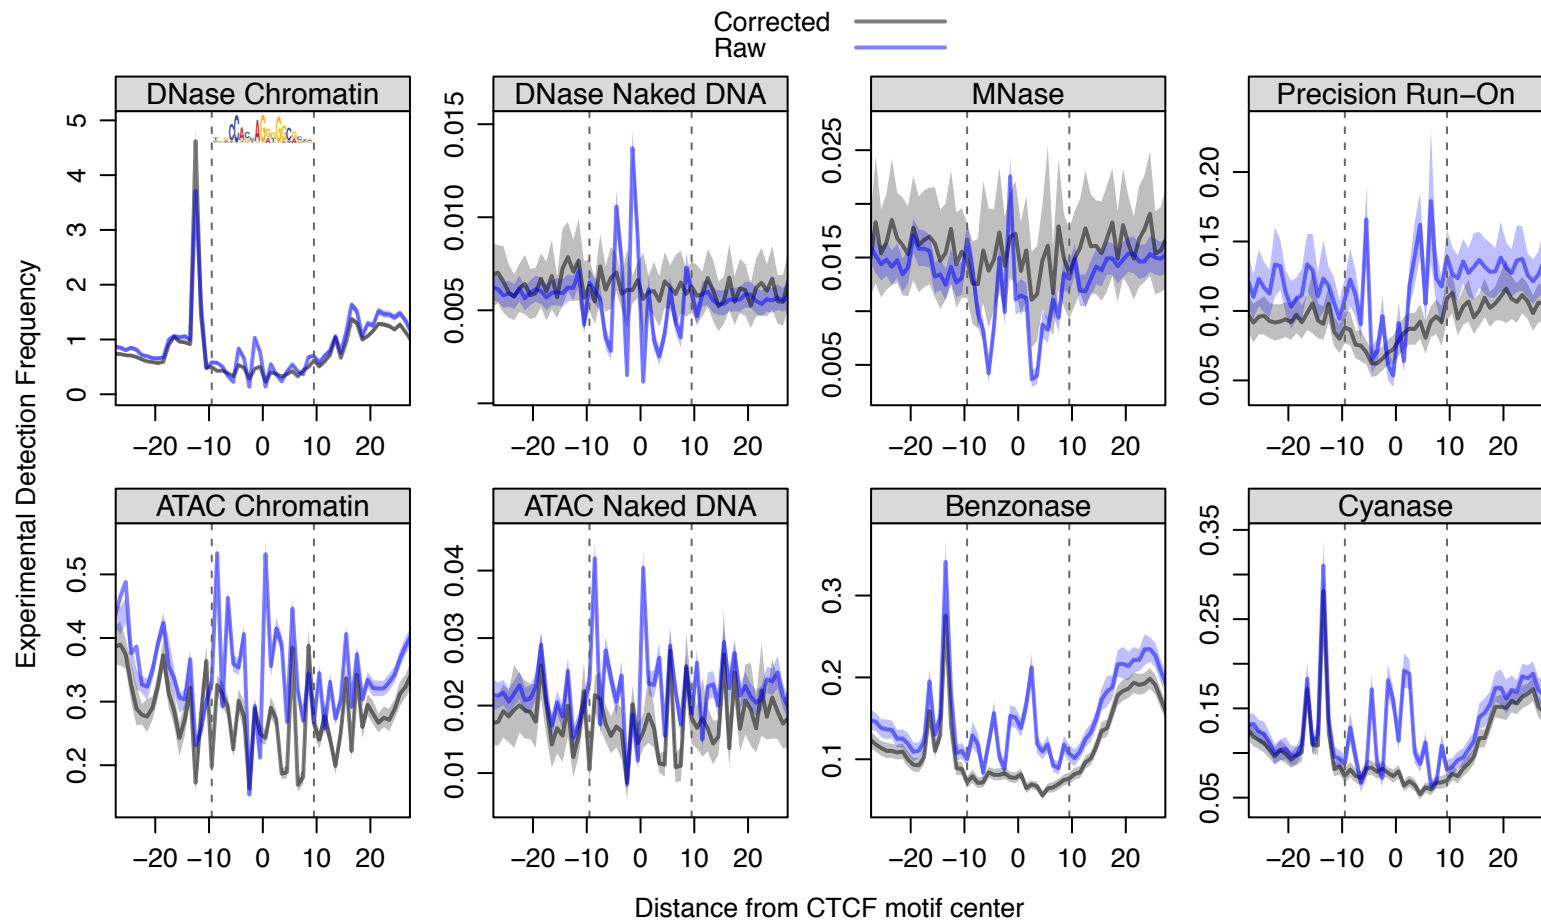 Corrected
Raw
DNase Chromatin
DNase Naked DNA
MNase
Precision Run−On
Experimental Detection Frequency
0 1 2 3 4 5
0.005 0.010 0.015
0.005 0.015 0.025
0.05 0.10 0.15 0.20
−20 −10 0 10 20
−20 −10 0 10 20
−20 −10 0 10 20
−20 −10 0 10 20
ATAC Chromatin
ATAC Naked DNA
Benzonase
Cyanase
0.2 0.3 0.4 0.5
0.01 0.02 0.03 0.04
0.1 0.2 0.3
0.05 0.15 0.25 0.35
−20 −10 0 10 20
−20 −10 0 10 20
−20 −10 0 10 20
−20 −10 0 10 20
Distance from CTCF motif center